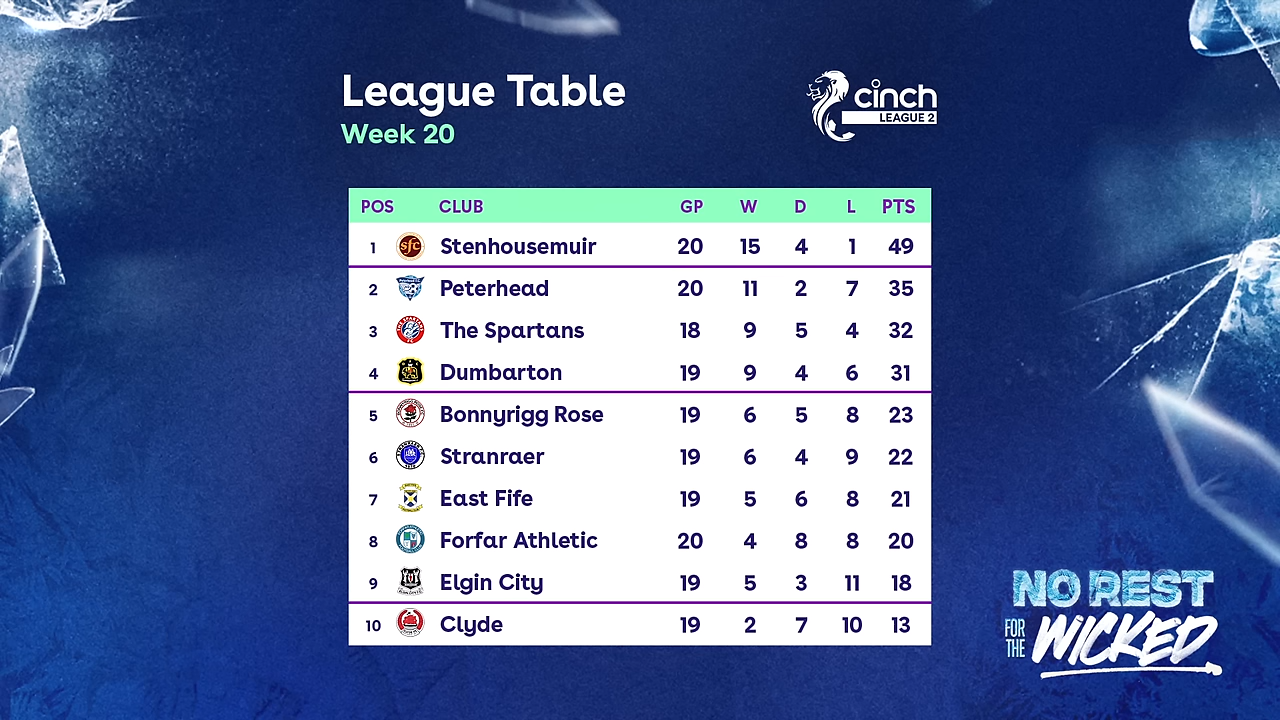 League Table
Week 20
cinch
LEAGUE 2
POS CLUB GP W D L PTS
1 sfc Stenhousemuir 20 15 4 1 49
2 Peterhead 20 11 2 7 35
3 The Spartans 18 9 5 4 32
4 Dumbarton 19 9 4 6 31
5 Bonnyrigg Rose 19 6 5 8 23
6 Stranraer 19 6 4 9 22
7 East Fife 19 5 6 8 21
8 Forfar Athletic 20 4 8 8 20
9 Elgin City 19 5 3 11 18
10 Clyde 19 2 7 10 13
NO REST
FOR THE WICKED